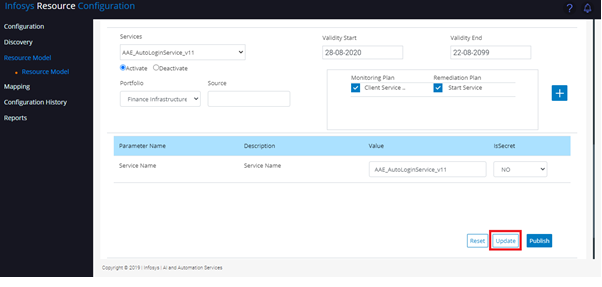 Infosys Resource Configuration
?
Configuration
Discovery
Resource Model
Resource Model
Mapping
Configuration History
Reports
Services
Validity Start
Validity End
AAE_AutoLoginService_v11
28-08-2020
22-08-2099
Activate Deactivate
Portfolio
Source
Monitoring Plan
Remediation Plan
Client Service ..
Start Service
Finance Infrastructure
+
Parameter Name
Description
Value
IsSecret
Service Name
Service Name
AAE_AutoLoginService_v11
NO
Reset
Update
Publish
Copyright © 2019 | Infosys | AI and Automation Services